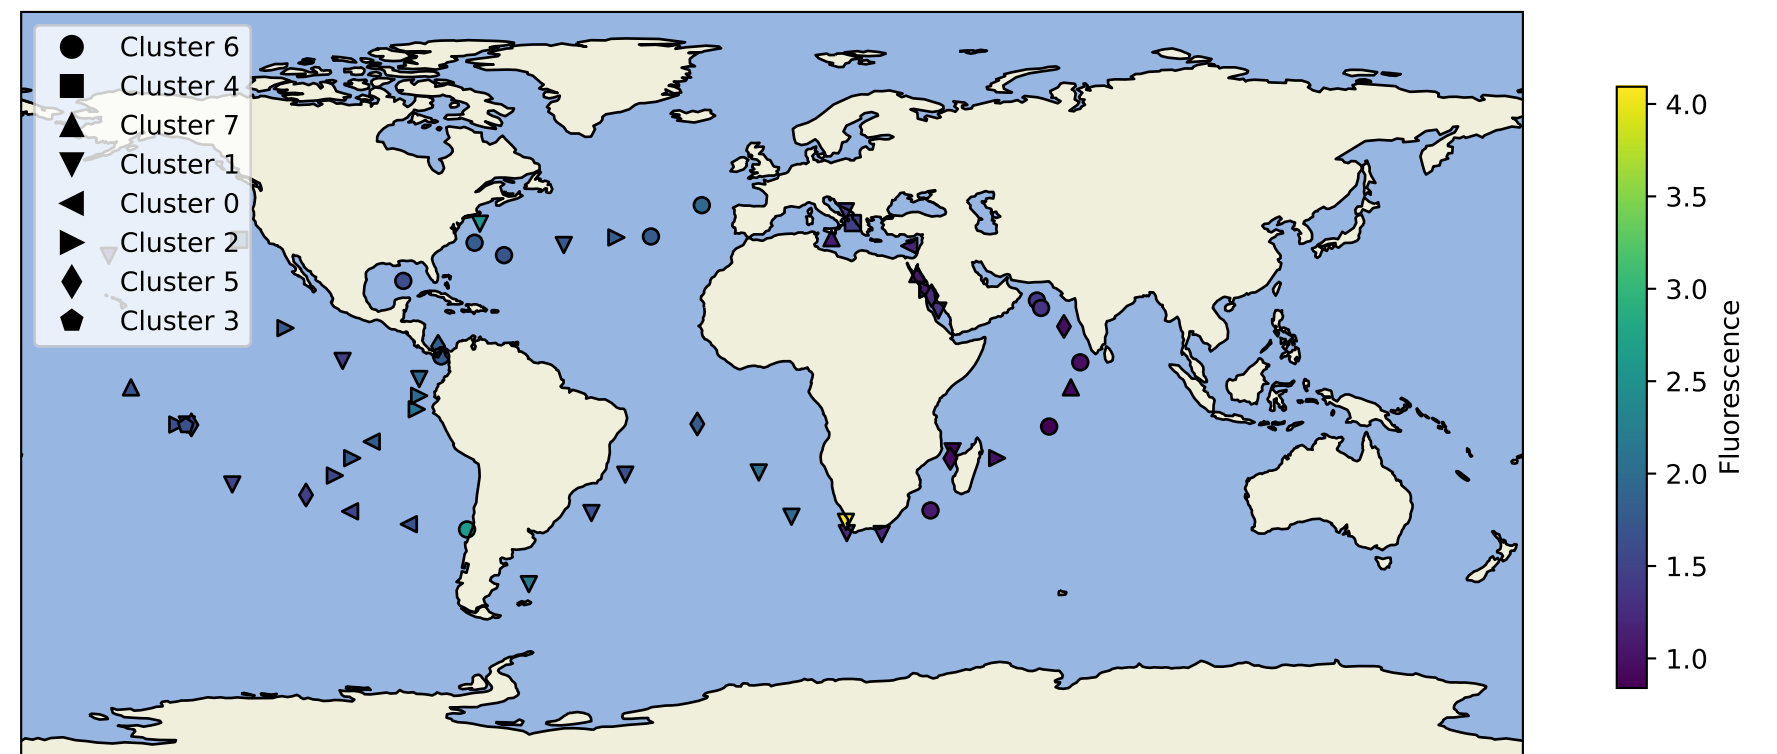 Cluster 6
Cluster 4
Cluster 7
Cluster 1
Cluster 0
Cluster 2
Cluster 5
Cluster 3
4.0
3.5
3.0
2.5
2.0
1.5
1.0
Fluorescence